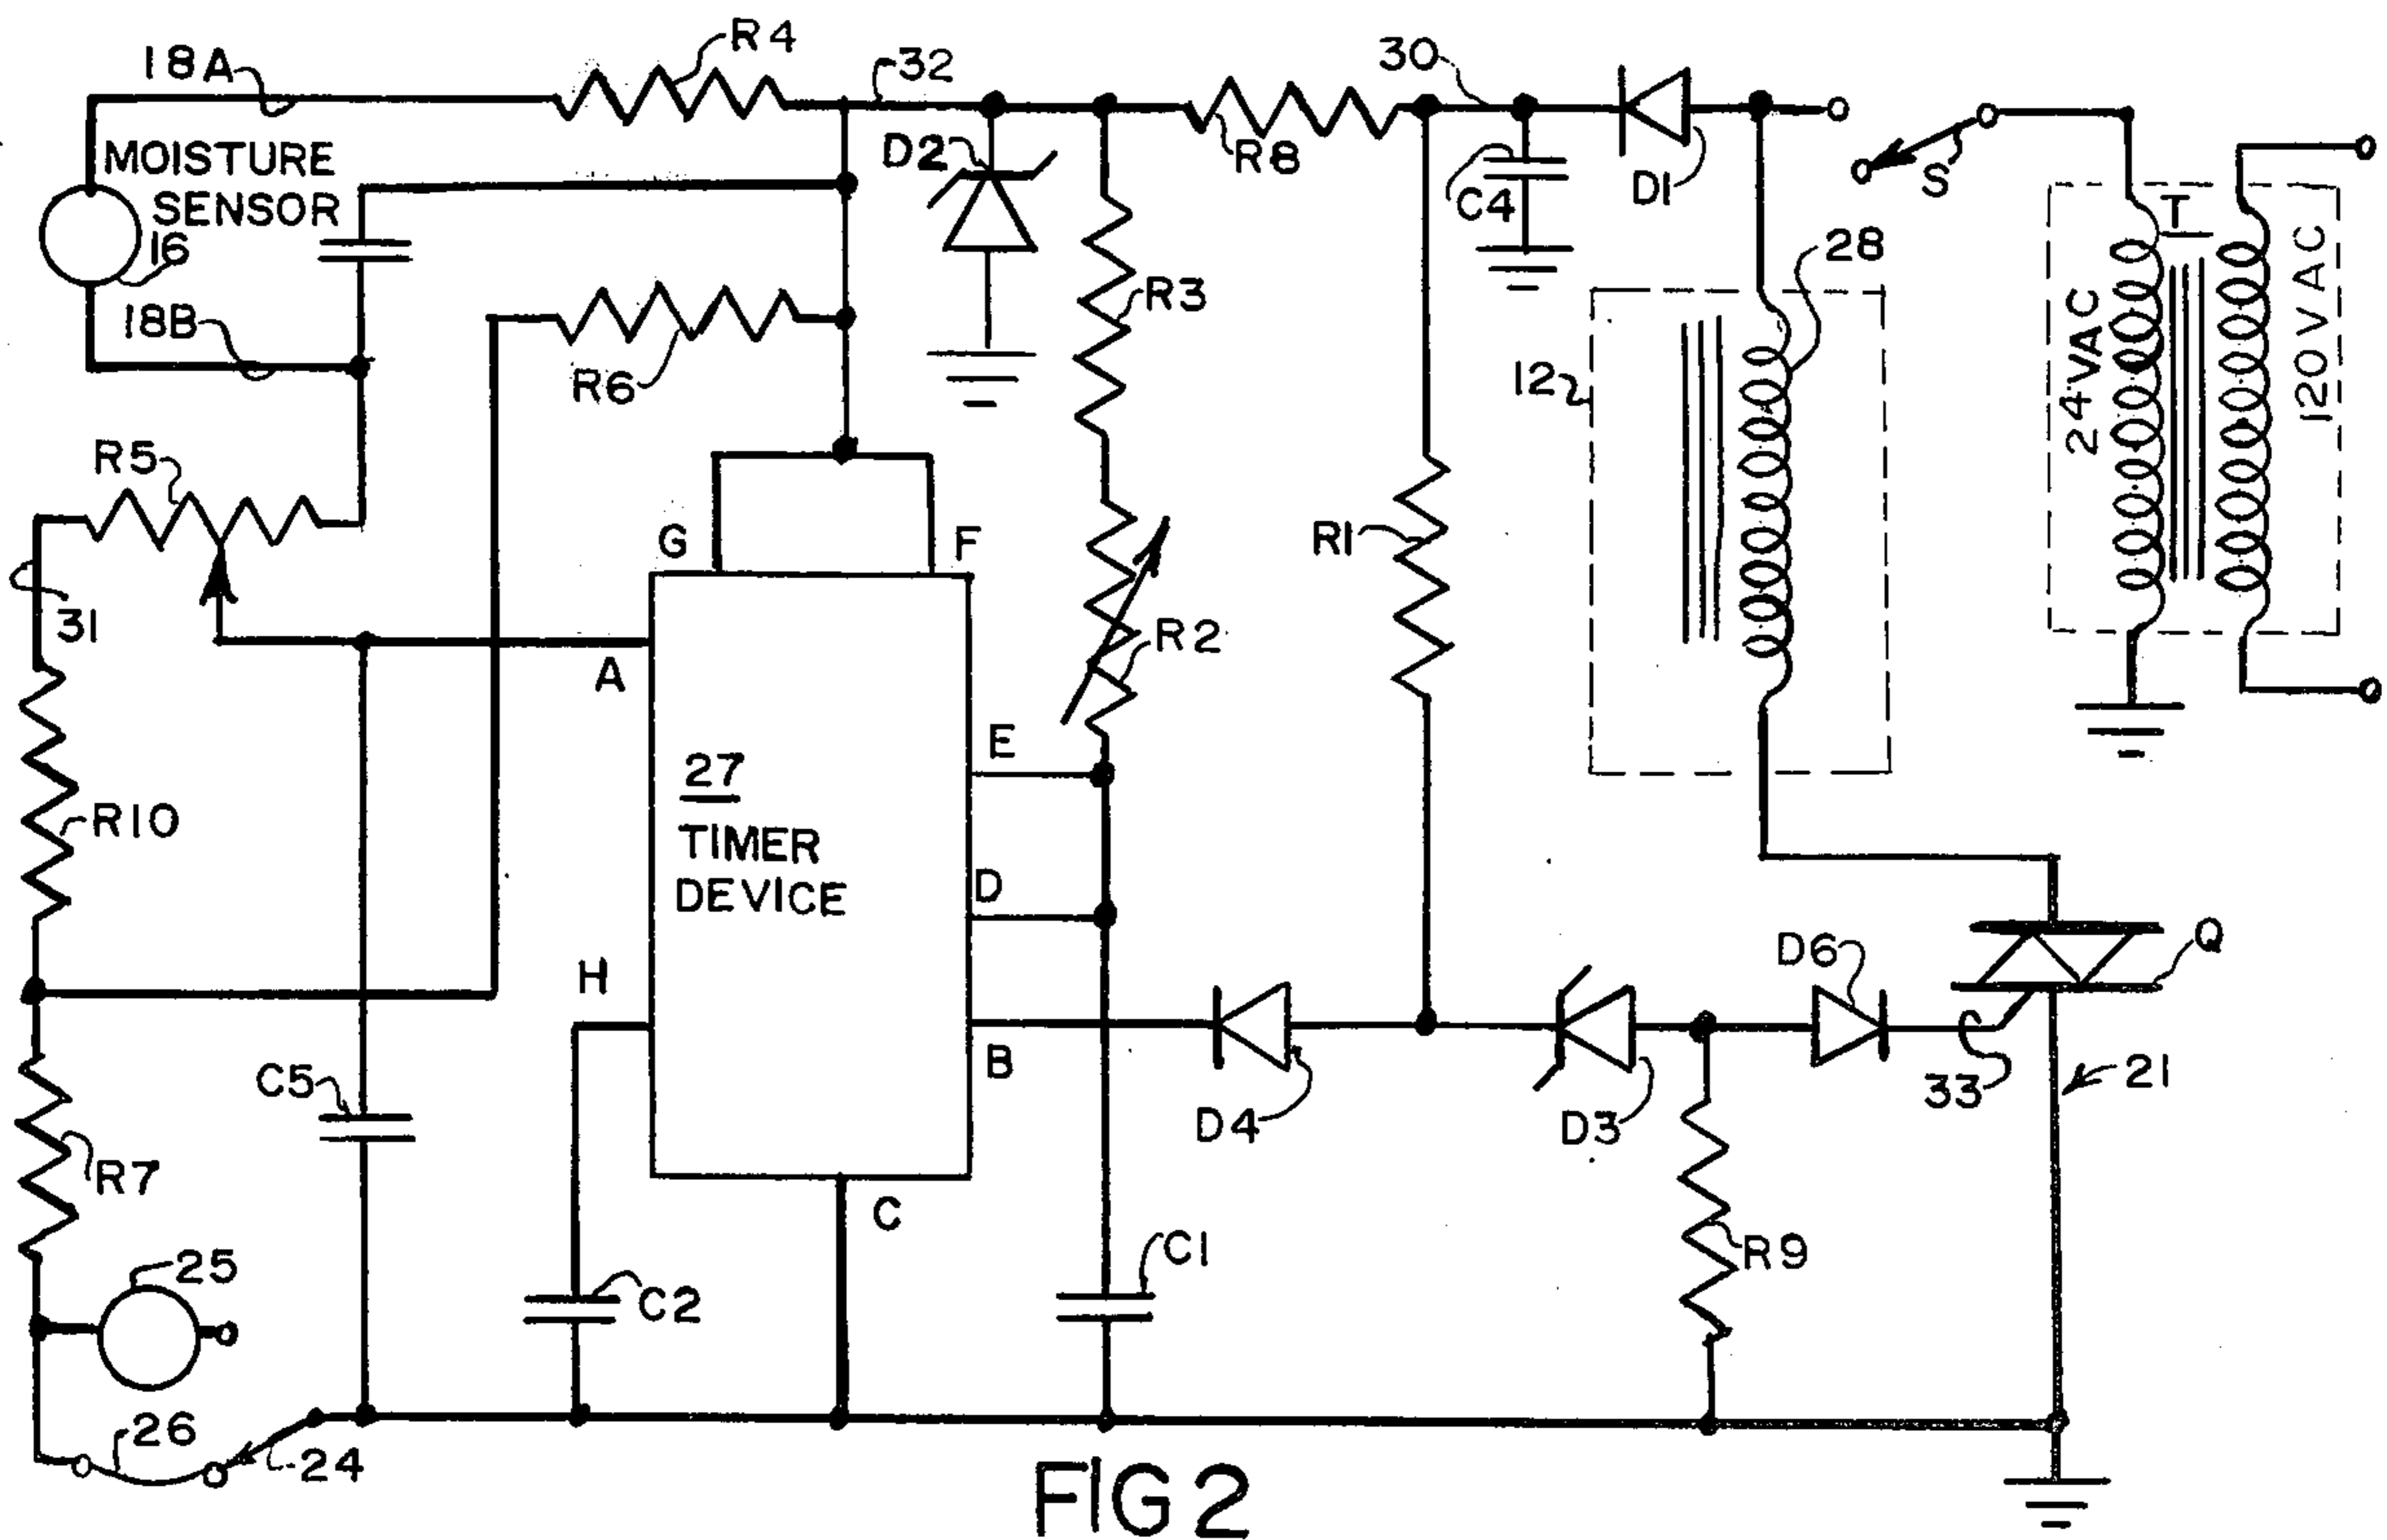 18A
R4
32
30
MOISTURE
SENSOR
16
D2
R8
C4
D1
S
T
18B
R6
R3
28
12
24VAC
120VAC
R5
G
F
R1
31
A
R2
E
27
TIMER
DEVICE
R10
D
H
B
D6
Q
C5
D4
D3
33
21
R7
C
25
C2
C1
R9
26
24
FIG 2